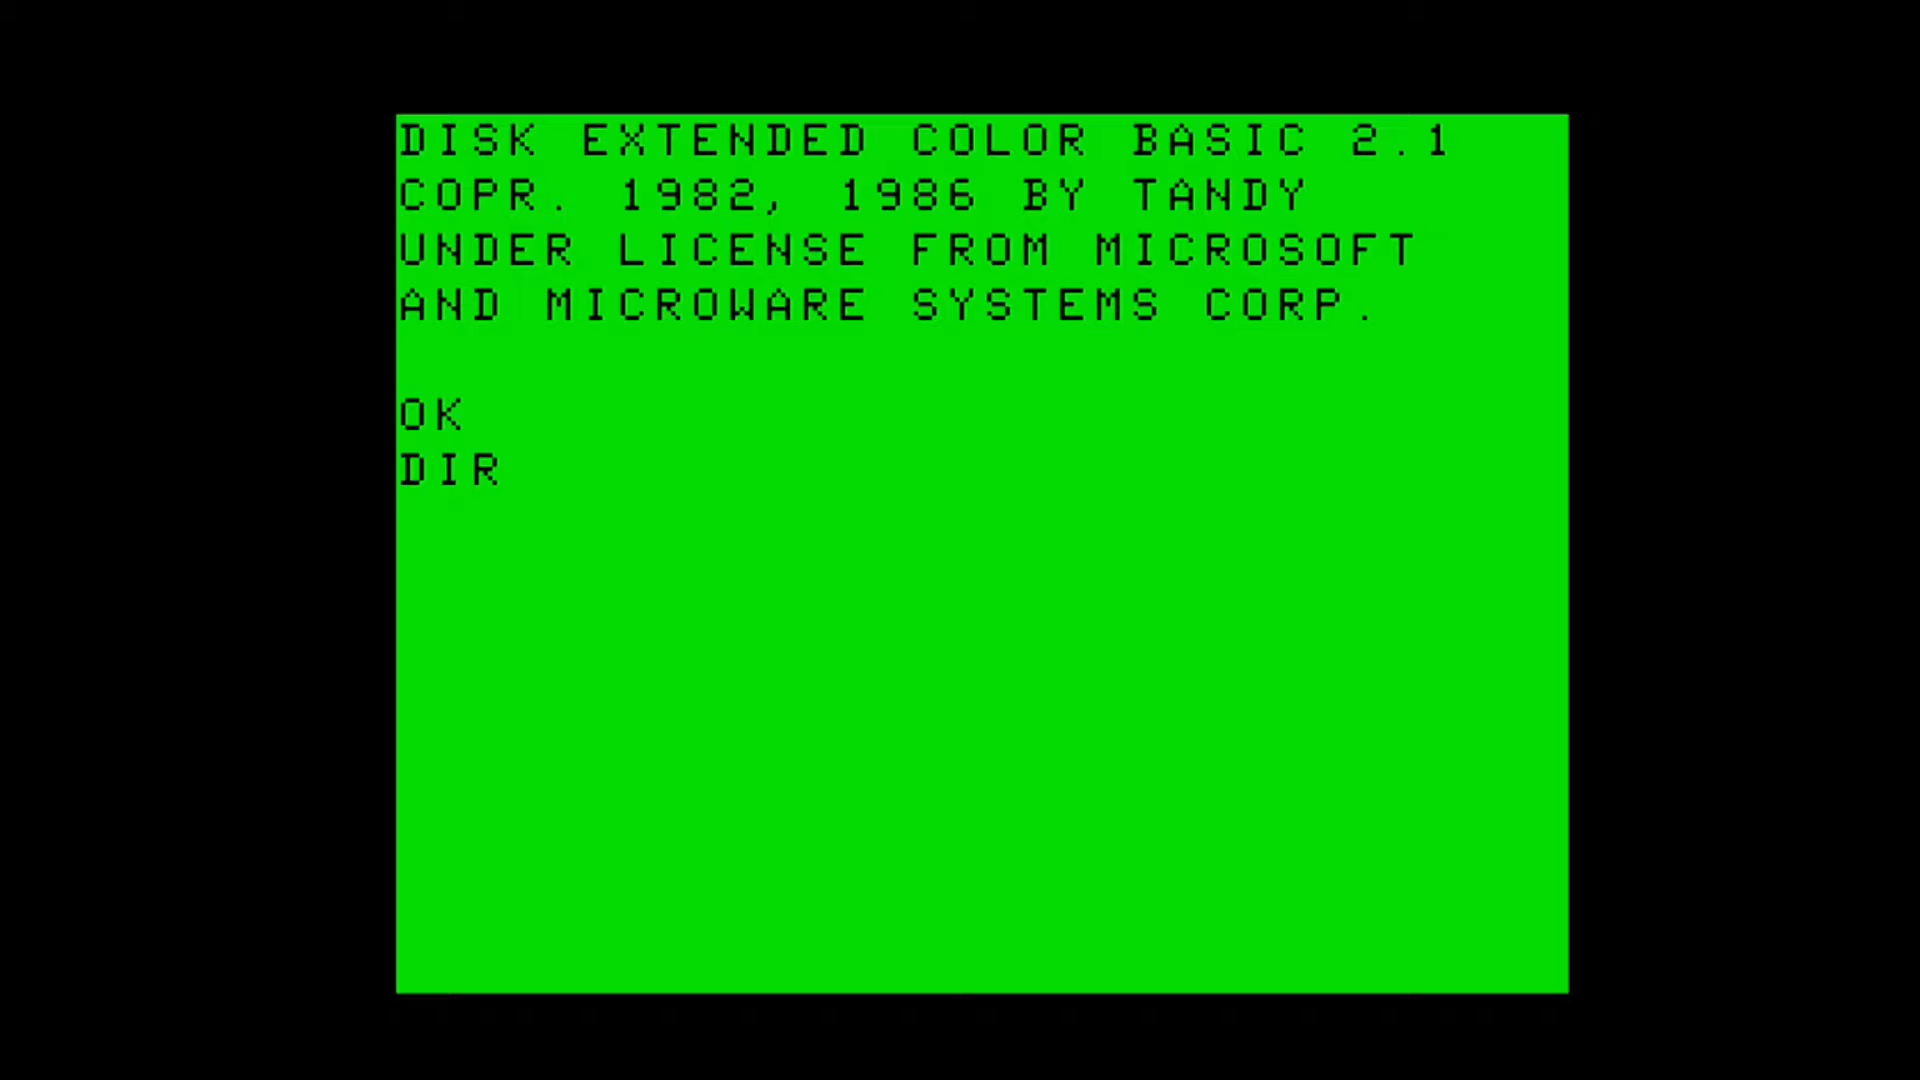 DISK EXTENDED COLOR BASIC 2.1
COPR. 1982, 1986 BY TANDY
UNDER LICENSE FROM MICROSOFT
AND MICROWARE SYSTEMS CORP.
OK
DIR